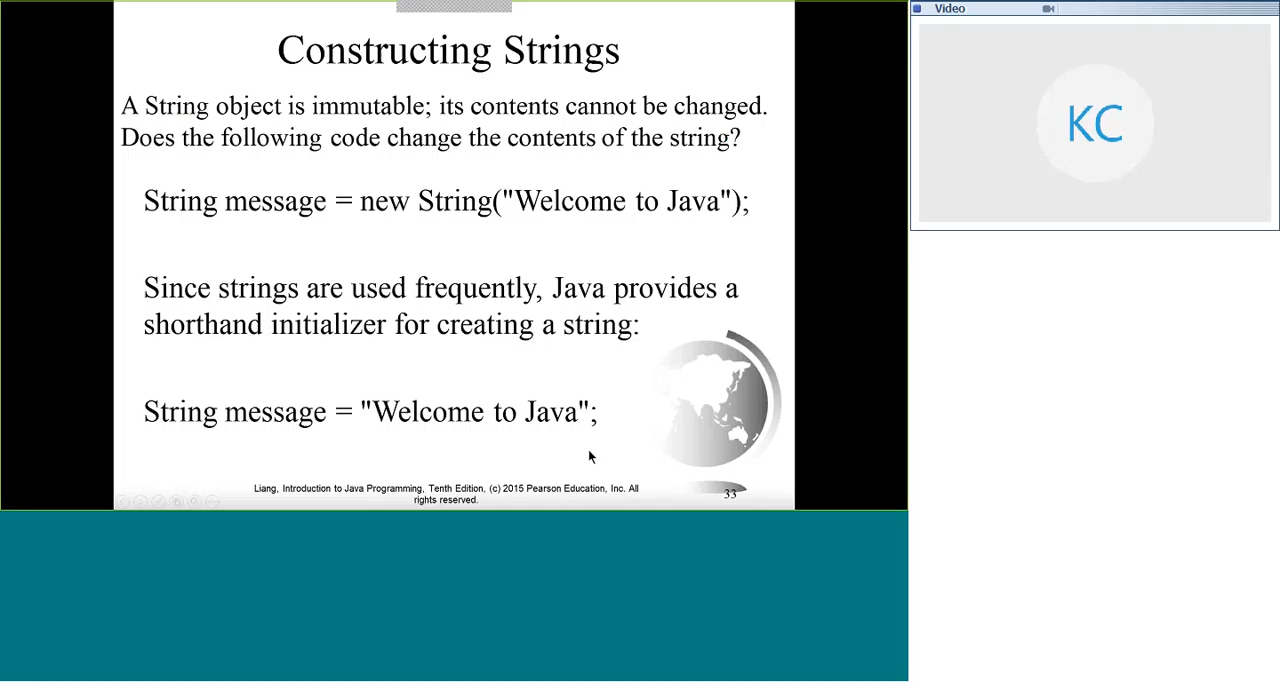 Constructing Strings
A String object is immutable; its contents cannot be changed.
Does the following code change the contents of the string?
String message = new String("Welcome to Java");
Since strings are used frequently, Java provides a
shorthand initializer for creating a string:
String message = "Welcome to Java";
Liang, Introduction to Java Programming, Tenth Edition, (c) 2015 Pearson Education, Inc. All
rights reserved.
33
Video
KC